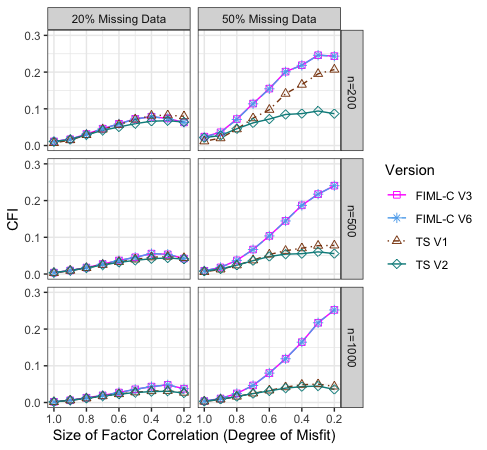 20% Missing Data
50% Missing Data
0.3
0.2
0.1
0.0
n=200
0.3
0.2
0.1
0.0
n=500
0.3
0.2
0.1
0.0
n=1000
CFI
1.0 0.8 0.6 0.4 0.2
1.0 0.8 0.6 0.4 0.2
Size of Factor Correlation (Degree of Misfit)
Version
FIML-C V3
FIML-C V6
TS V1
TS V2